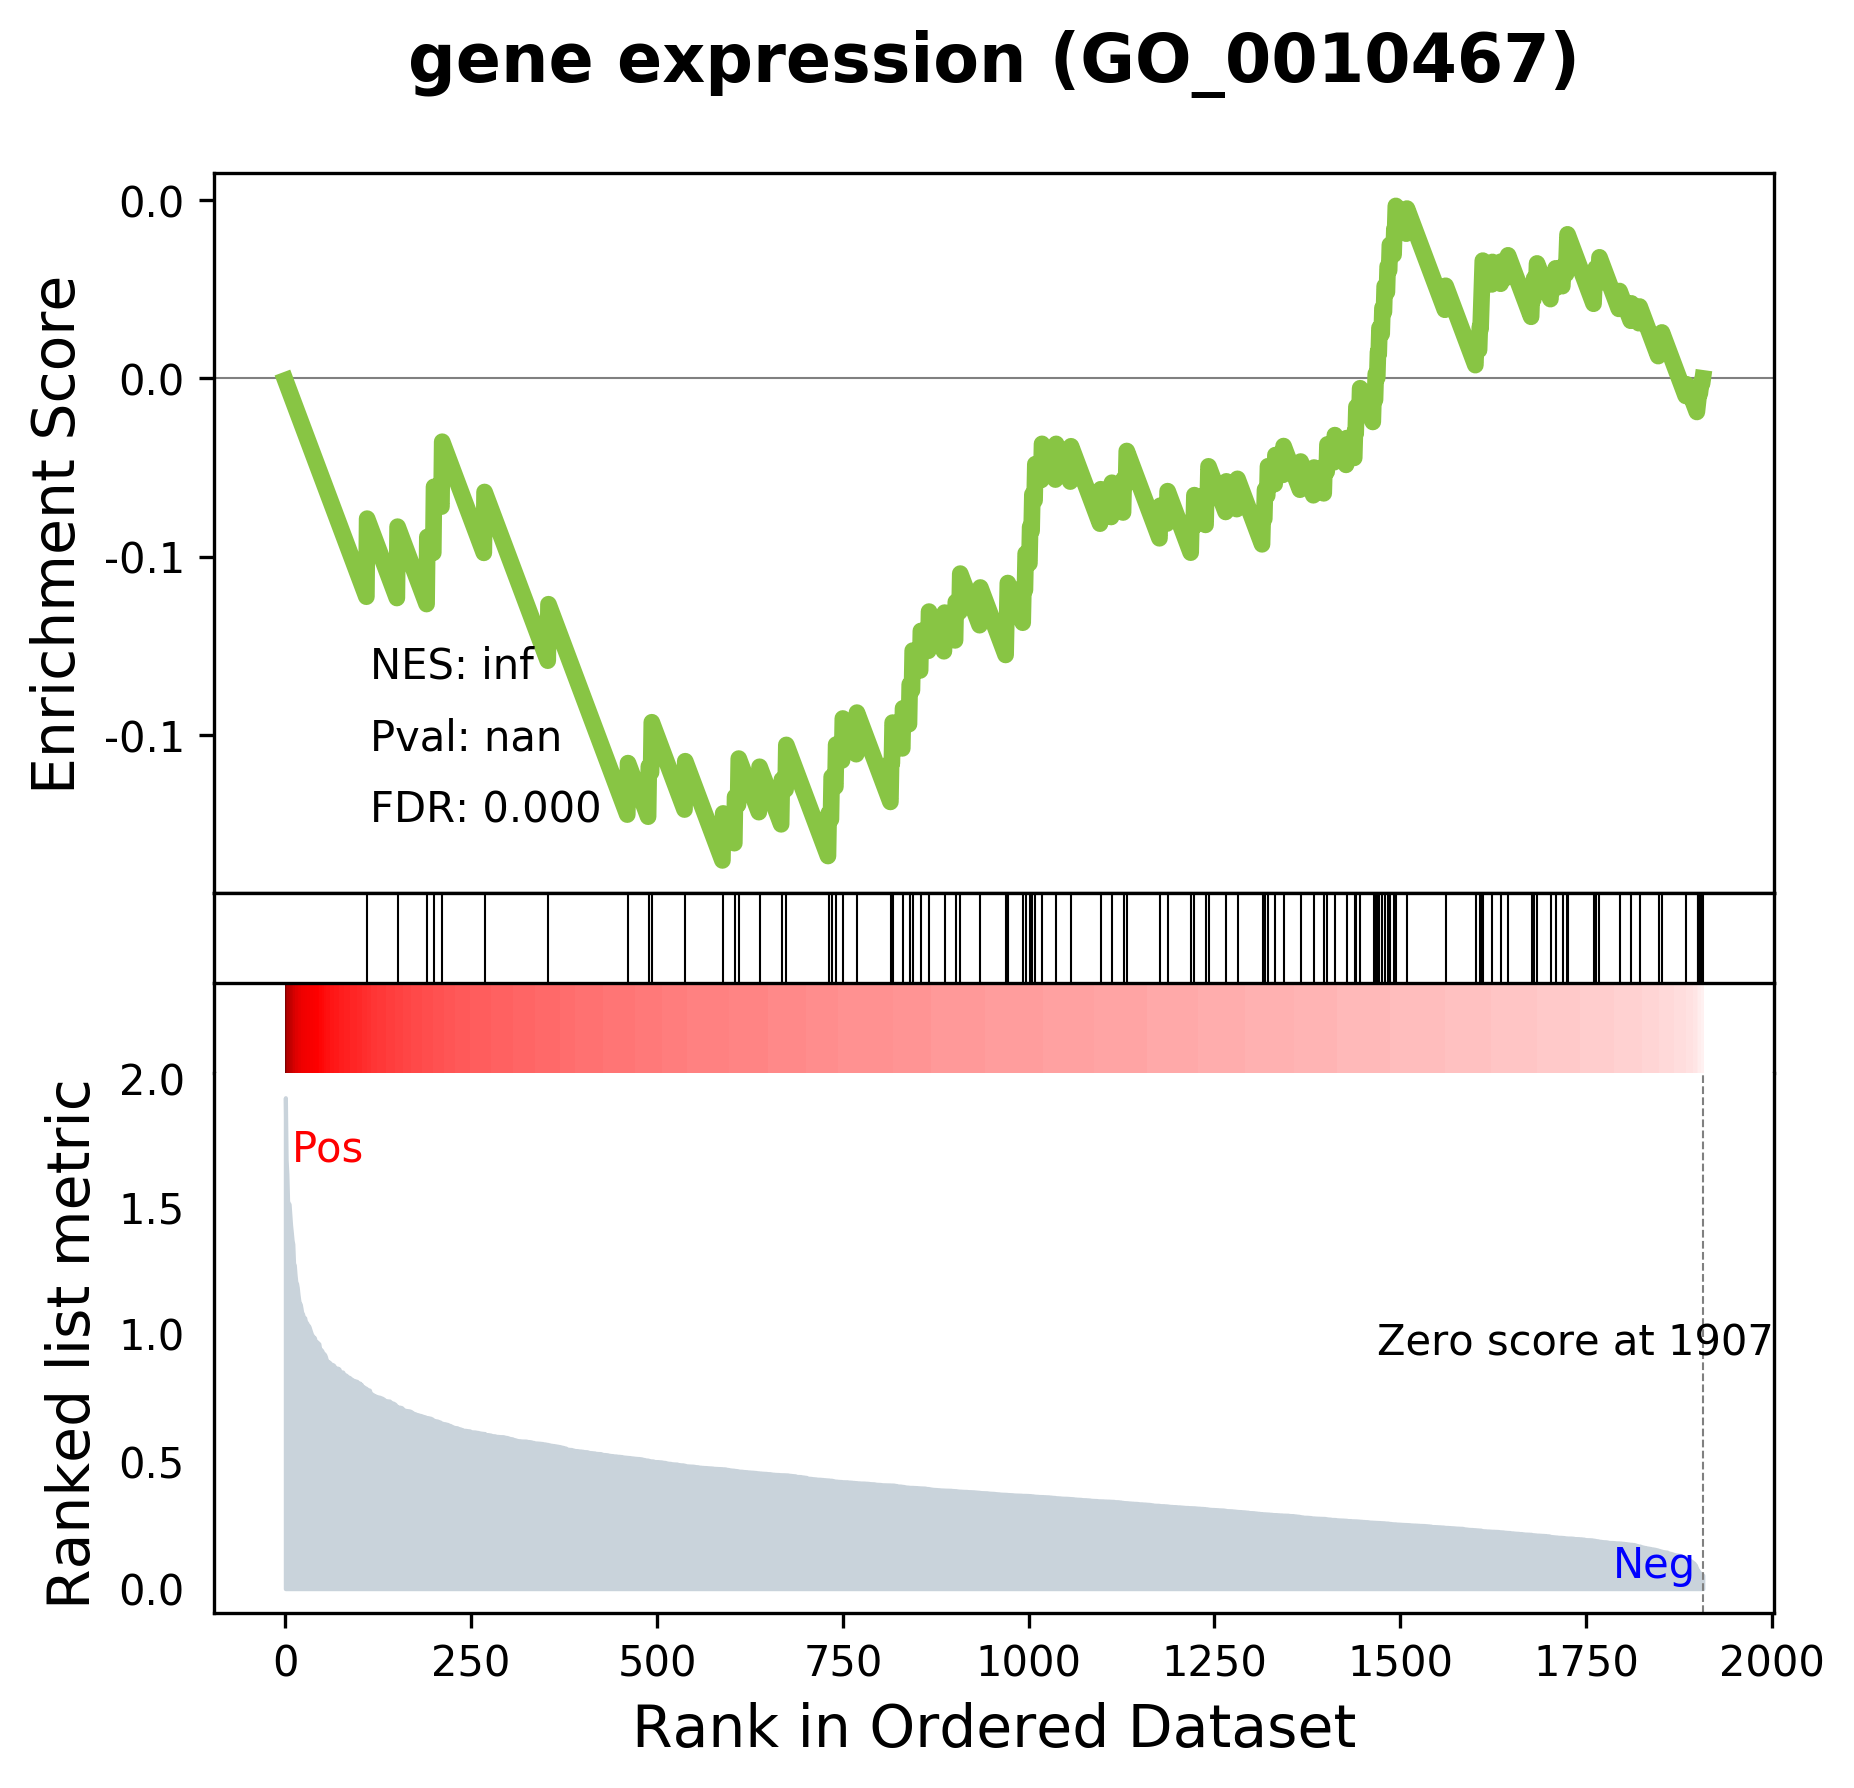 gene expression (GO_0010467)
Enrichment Score
0.0
0.0
-0.1
-0.1
NES: inf
Pval: nan
FDR: 0.000
Ranked list metric
2.0
1.5
1.0
0.5
0.0
Pos
Zero score at 1907
Neg
0 250 500 750 1000 1250 1500 1750 2000
Rank in Ordered Dataset